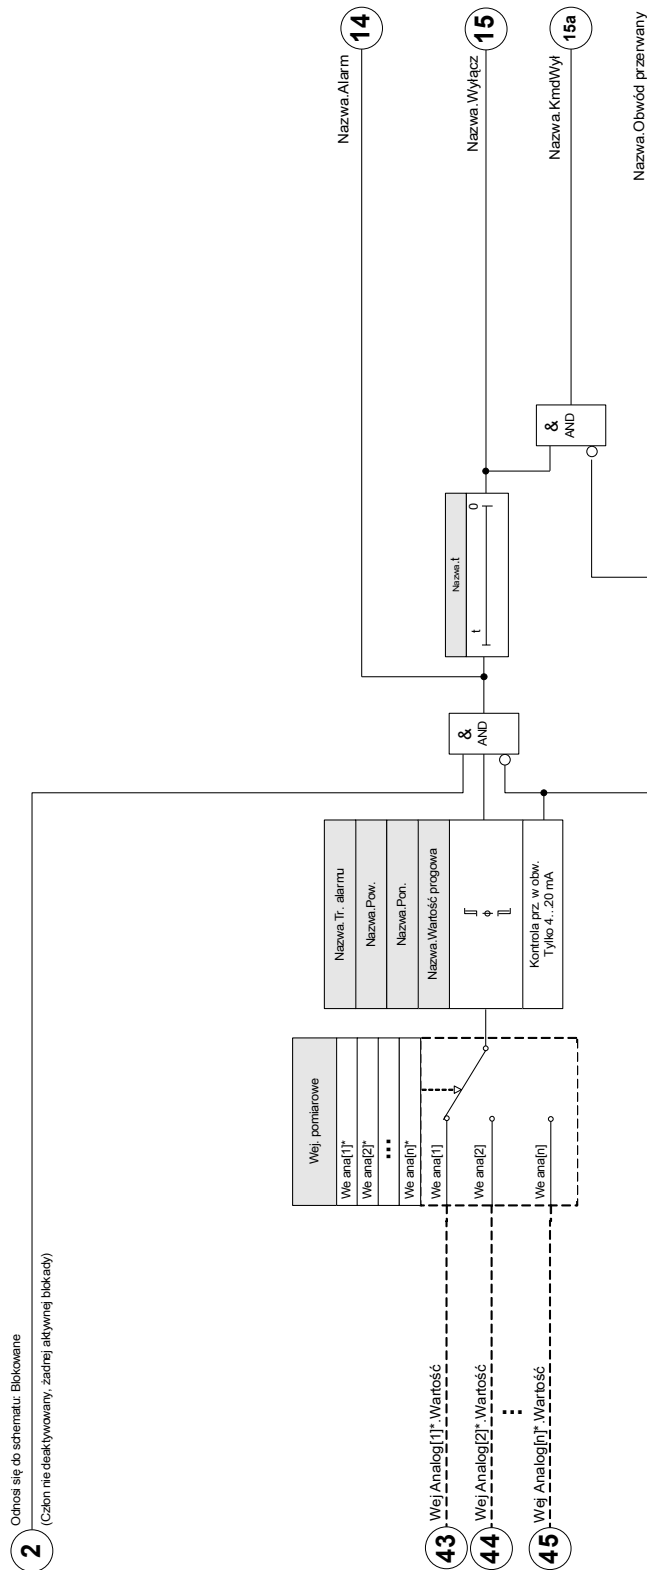 2
Odnosi się do schematu: Blokowane
(Człon nie deaktywowany, żadnej aktywnej blokady)
43
Wej Analog[1]*.Wartość
44
Wej Analog[2]*.Wartość
...
45
Wej Analog[n]*.Wartość
Wej. pomiarowe
We ana[1]*
We ana[2]*
...
We ana[n]*
We ana[1]
We ana[2]
We ana[n]
Nazwa.Tr. alarmu
Nazwa.Pow.
Nazwa.Pon.
Nazwa.Wartość progowa
φ
Kontrola prz. w obw.
Tylko 4...20 mA
&
AND
Nazwa.t
t
0
&
AND
Nazwa.Alarm
14
Nazwa.Wyłącz
15
Nazwa.KmdWył
15a
Nazwa.Obwód przerwany